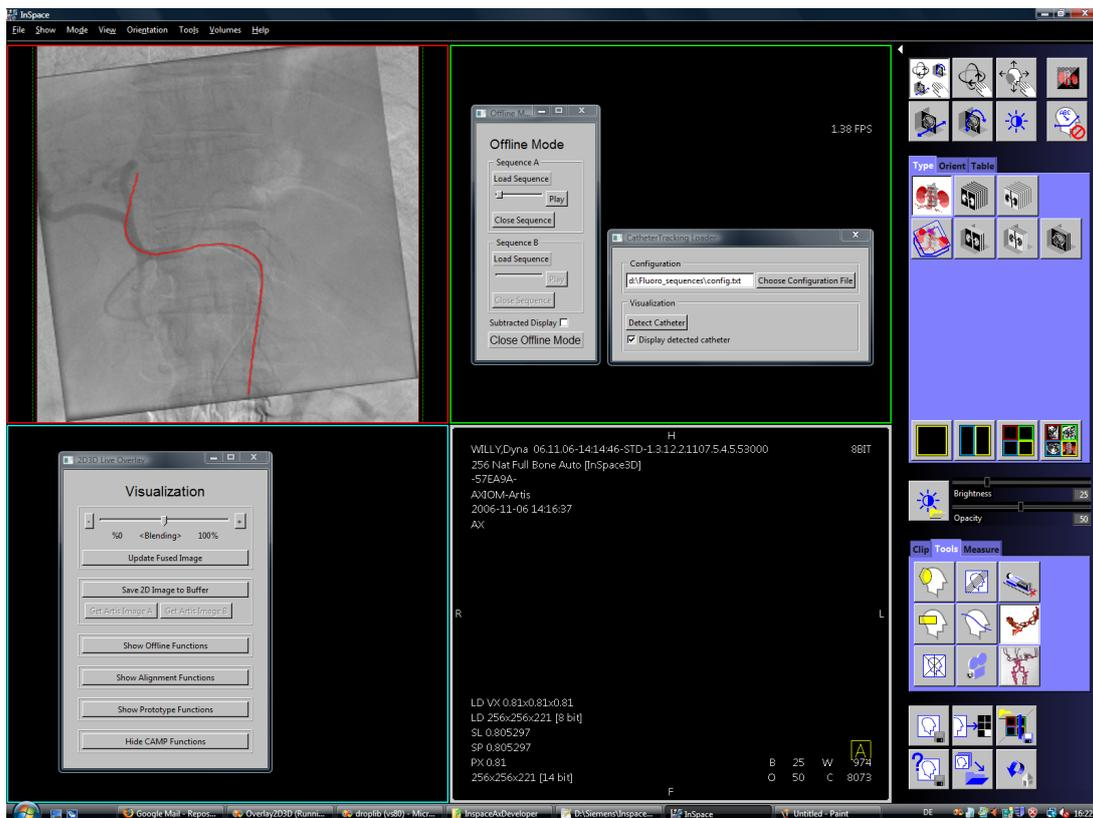 InSpace
File Show Mode View Orientation Tools Volumes Help
1.38 FPS
Offline M...
Offline Mode
Sequence A
Load Sequence
Play
Close Sequence
Sequence B
Load Sequence
Play
Close Sequence
Subtracted Display
Close Offline Mode
CatheterTracking Loader
Configuration
d:\Fluoro_sequences\config.txt Choose Configuration File
Visualization
Detect Catheter
Display detected catheter
Type Orient Table
ABC
Brightness 25
Opacity 50
Clip Tools Measure
2D3D Live Overlay
Visualization
- +
%0 <Blending> 100%
Update Fused Image
Save 2D Image to Buffer
Get Artis Image A Get Artis Image B
Show Offline Functions
Show Alignment Functions
Show Prototype Functions
Hide CAMP Functions
H
WILLY,Dyna 06.11.06-14:14:46-STD-1.3.12.2.1107.5.4.5.53000 8BIT
256 Nat Full Bone Auto [InSpace3D]
-57EA9A-
AXIOM-Artis
2006-11-06 14:16:37
AX
R L
LD VX 0.81x0.81x0.81
LD 256x256x221 [8 bit]
SL 0.805297
SP 0.805297
A
PX 0.81 B 25 W 974
256x256x221 [14 bit] O 50 C 8073
F
Google Mail - Repos... Overlay2D3D (Runni... droplib (vs80) - Micr... InspaceAxDeveloper D:\Siemens\Inspace... InSpace Untitled - Paint DE 16:22